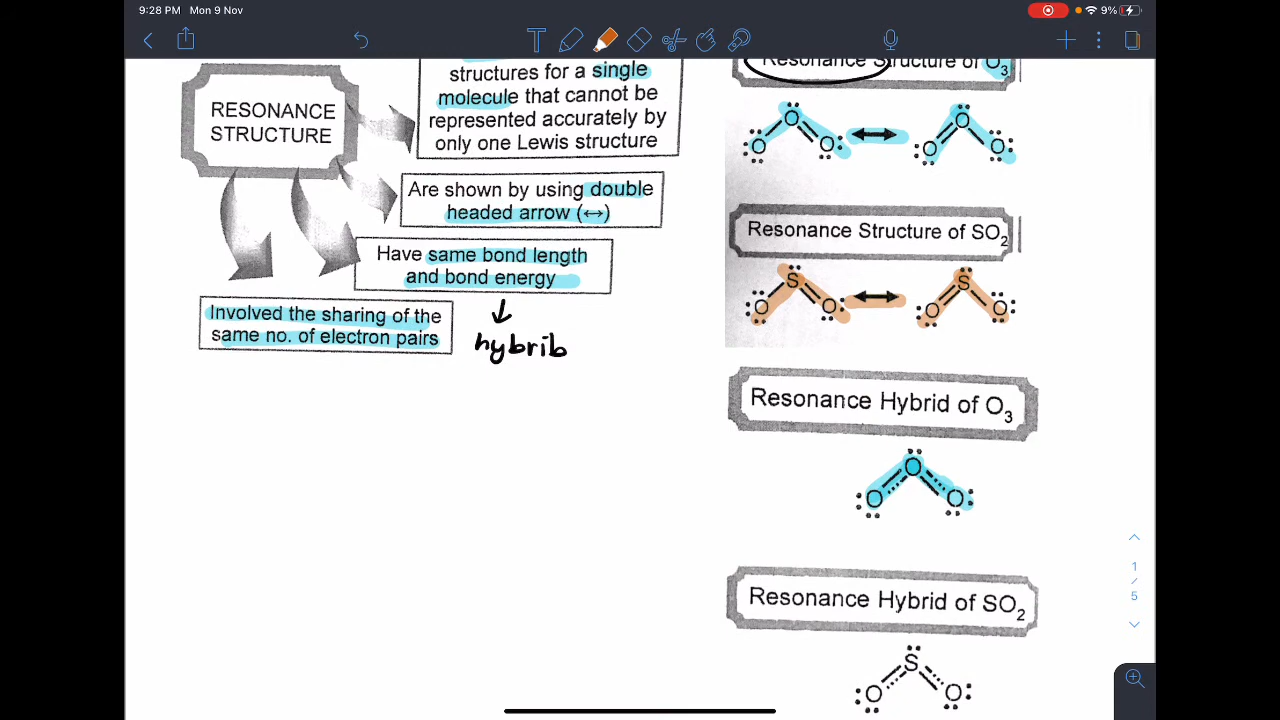 9:28 PM Mon 9 Nov
9%
RESONANCE
STRUCTURE
structures for a single
molecule that cannot be
represented accurately by
only one Lewis structure
Are shown by using double
headed arrow (↔)
Have same bond length
and bond energy
hybrib
Involved the sharing of the
same no. of electron pairs
Resonance Structure of O3
O O O ↔ O O O
Resonance Structure of SO2
S O O ↔ S O O
Resonance Hybrid of O3
O O O
Resonance Hybrid of SO2
S O O
1
/
5